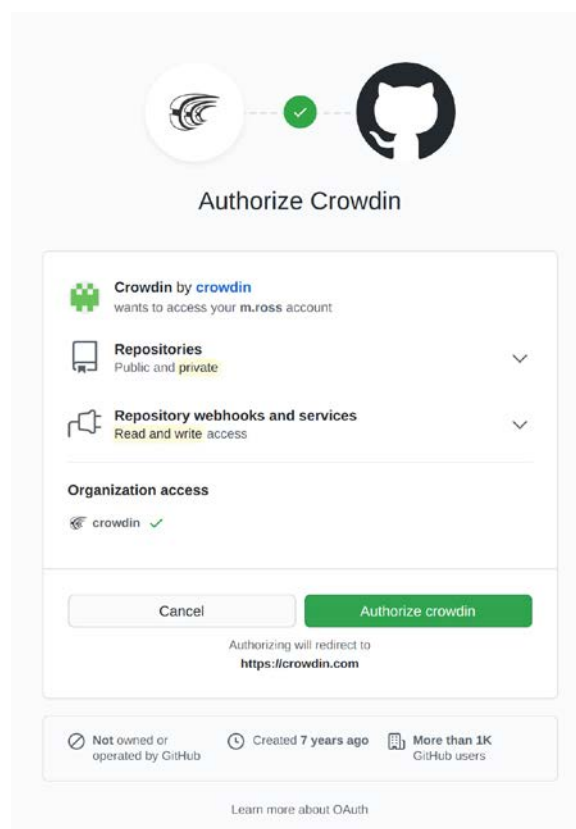 Authorize Crowdin
Crowdin by crowdin
wants to access your m.ross account
Repositories
Public and private
Repository webhooks and services
Read and write access
Organization access
crowdin
Cancel
Authorize crowdin
Authorizing will redirect to
https://crowdin.com
Not owned or
operated by GitHub
Created 7 years ago
More than 1K
GitHub users
Learn more about OAuth